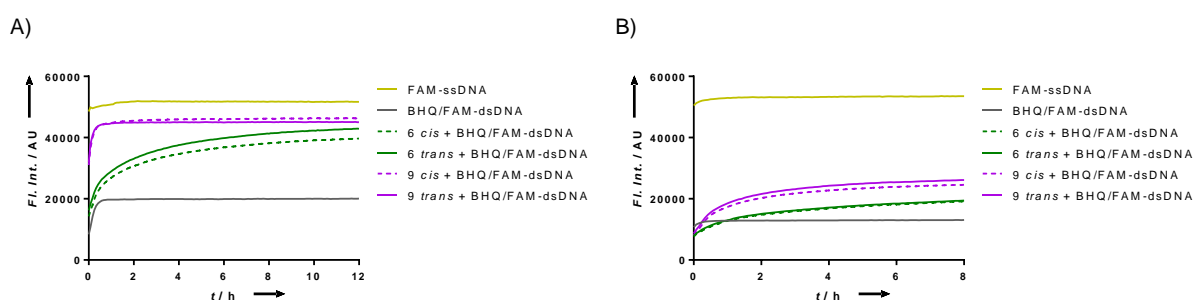 A)
Fl. Int. / AU
60000
40000
20000
0
0 2 4 6 8 10 12
t / h
FAM-ssDNA
BHQ/FAM-dsDNA
6 cis + BHQ/FAM-dsDNA
6 trans + BHQ/FAM-dsDNA
9 cis + BHQ/FAM-dsDNA
9 trans + BHQ/FAM-dsDNA
B)
Fl. Int. / AU
60000
40000
20000
0
0 2 4 6 8
t / h
FAM-ssDNA
BHQ/FAM-dsDNA
6 cis + BHQ/FAM-dsDNA
6 trans + BHQ/FAM-dsDNA
9 cis + BHQ/FAM-dsDNA
9 trans + BHQ/FAM-dsDNA